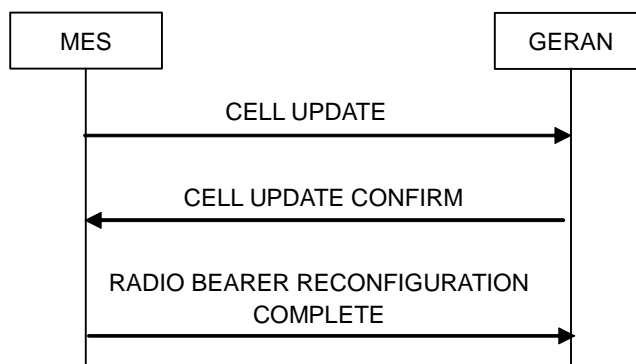 MES
GERAN
CELL UPDATE
CELL UPDATE CONFIRM
RADIO BEARER RECONFIGURATION
COMPLETE